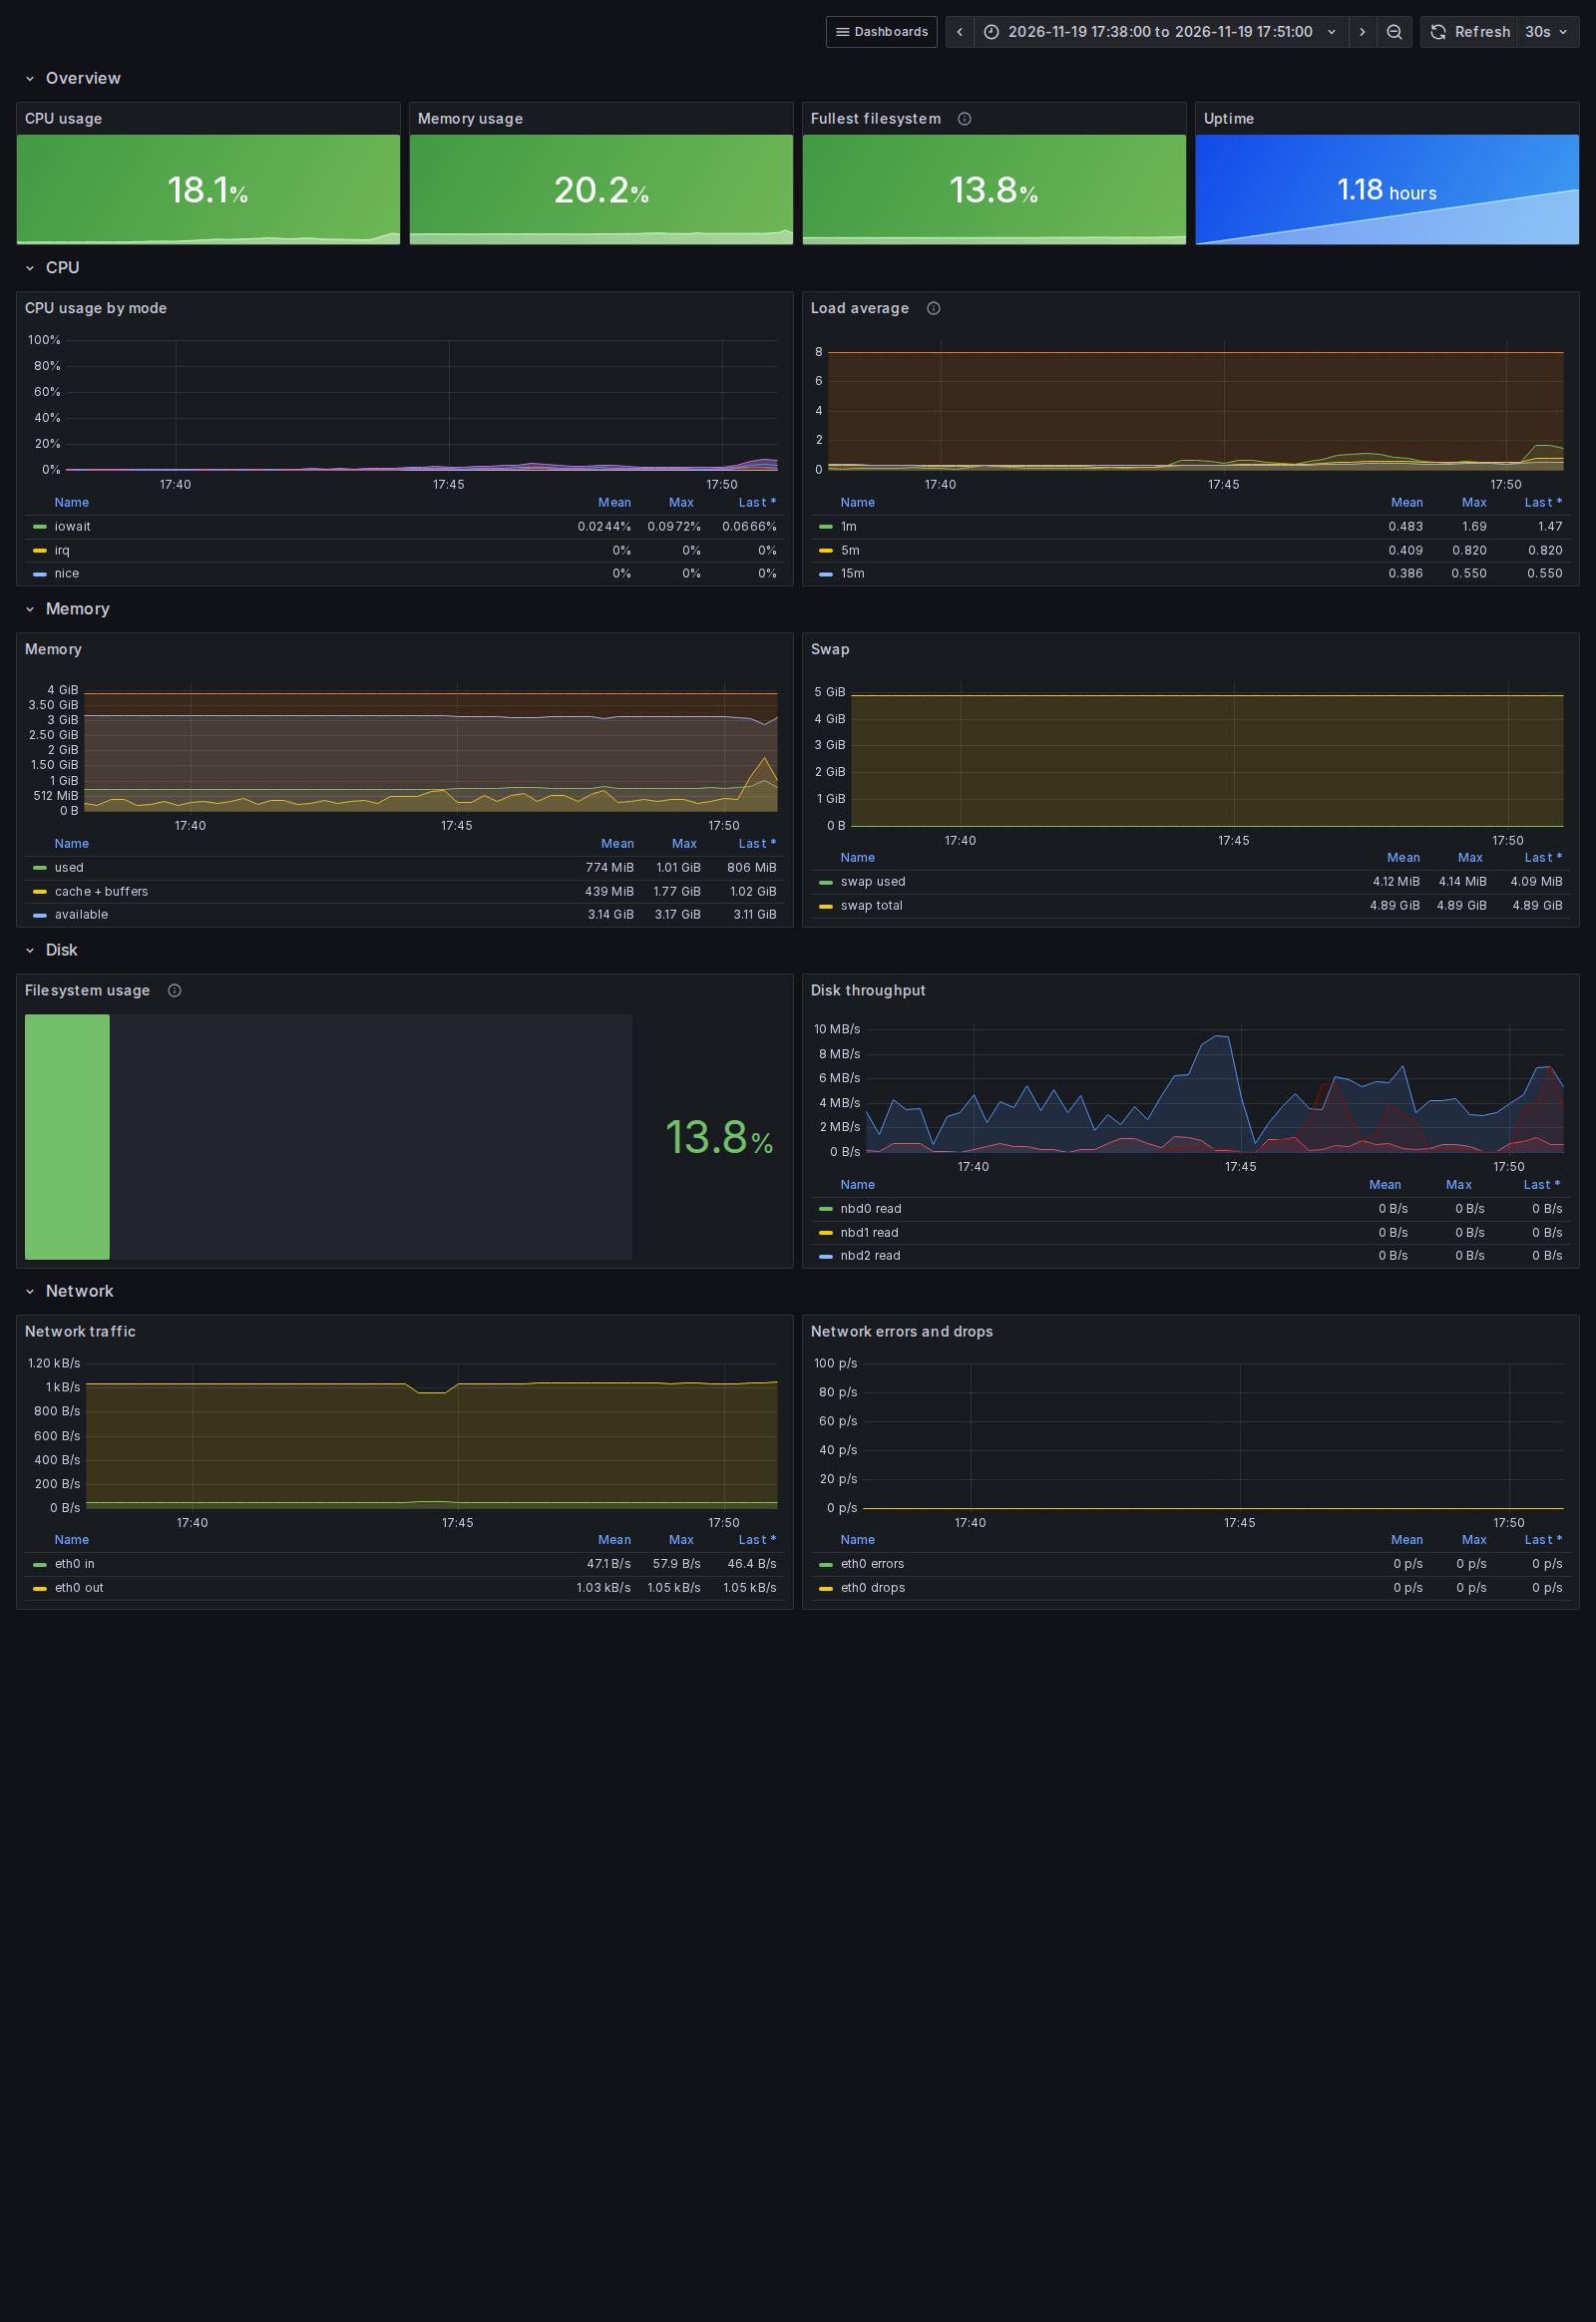 Dashboards 2026-11-19 17:38:00 to 2026-11-19 17:51:00 Refresh 30s
Overview
CPU usage
18.1%
Memory usage
20.2%
Fullest filesystem
13.8%
Uptime
1.18 hours
CPU
CPU usage by mode
100%
80%
60%
40%
20%
0%
17:40 17:45 17:50
Name Mean Max Last *
iowait 0.0244% 0.0972% 0.0666%
irq 0% 0% 0%
nice 0% 0% 0%
Load average
8
6
4
2
0
17:40 17:45 17:50
Name Mean Max Last *
1m 0.483 1.69 1.47
5m 0.409 0.820 0.820
15m 0.386 0.550 0.550
Memory
Memory
4 GiB
3.50 GiB
3 GiB
2.50 GiB
2 GiB
1.50 GiB
1 GiB
512 MiB
0 B
17:40 17:45 17:50
Name Mean Max Last *
used 774 MiB 1.01 GiB 806 MiB
cache + buffers 439 MiB 1.77 GiB 1.02 GiB
available 3.14 GiB 3.17 GiB 3.11 GiB
Swap
5 GiB
4 GiB
3 GiB
2 GiB
1 GiB
0 B
17:40 17:45 17:50
Name Mean Max Last *
swap used 4.12 MiB 4.14 MiB 4.09 MiB
swap total 4.89 GiB 4.89 GiB 4.89 GiB
Disk
Filesystem usage
13.8%
Disk throughput
10 MB/s
8 MB/s
6 MB/s
4 MB/s
2 MB/s
0 B/s
17:40 17:45 17:50
Name Mean Max Last *
nbd0 read 0 B/s 0 B/s 0 B/s
nbd1 read 0 B/s 0 B/s 0 B/s
nbd2 read 0 B/s 0 B/s 0 B/s
Network
Network traffic
1.20 kB/s
1 kB/s
800 B/s
600 B/s
400 B/s
200 B/s
0 B/s
17:40 17:45 17:50
Name Mean Max Last *
eth0 in 47.1 B/s 57.9 B/s 46.4 B/s
eth0 out 1.03 kB/s 1.05 kB/s 1.05 kB/s
Network errors and drops
100 p/s
80 p/s
60 p/s
40 p/s
20 p/s
0 p/s
17:40 17:45 17:50
Name Mean Max Last *
eth0 errors 0 p/s 0 p/s 0 p/s
eth0 drops 0 p/s 0 p/s 0 p/s